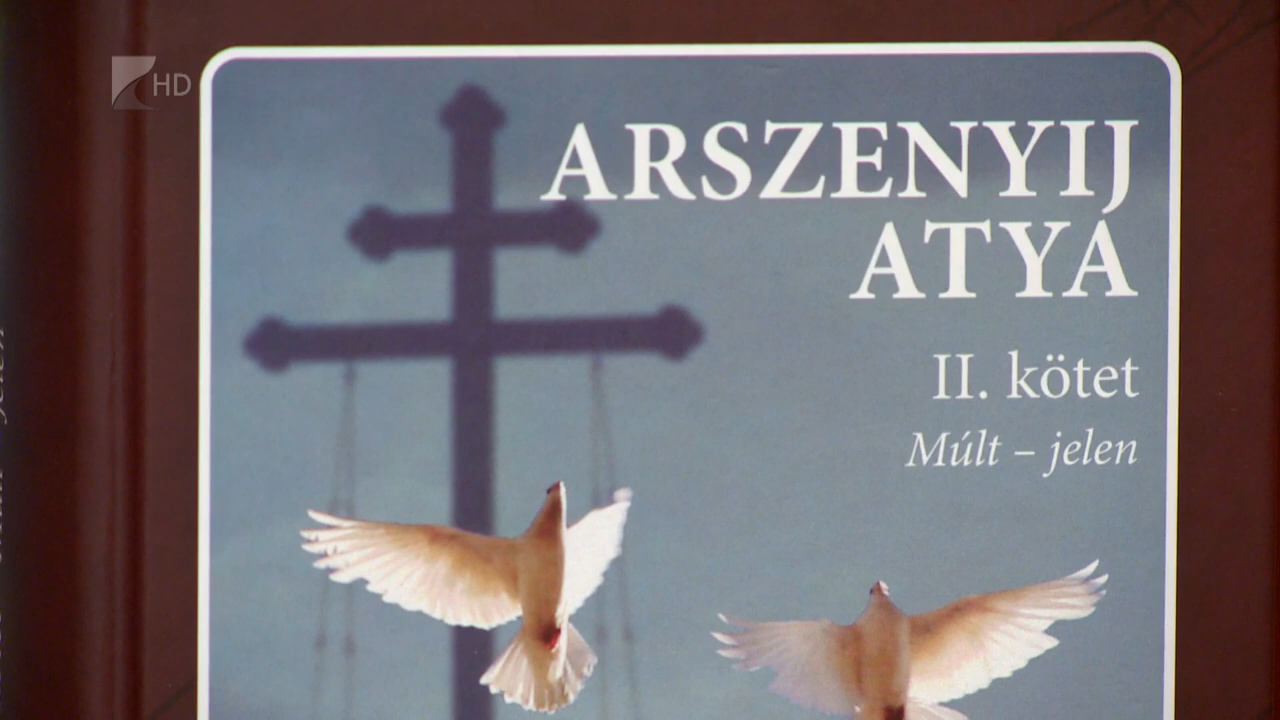 HD
ARSZENYIJ
ATYA
II. kötet
Múlt – jelen